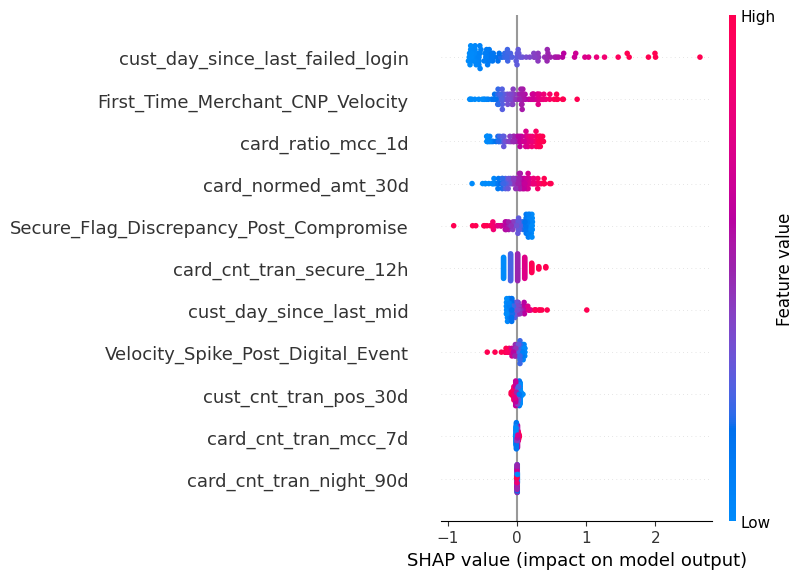 High
cust_day_since_last_failed_login
First_Time_Merchant_CNP_Velocity
card_ratio_mcc_1d
card_normed_amt_30d
Secure_Flag_Discrepancy_Post_Compromise
card_cnt_tran_secure_12h
cust_day_since_last_mid
Velocity_Spike_Post_Digital_Event
cust_cnt_tran_pos_30d
card_cnt_tran_mcc_7d
card_cnt_tran_night_90d
Feature value
Low
−1 0 1 2
SHAP value (impact on model output)